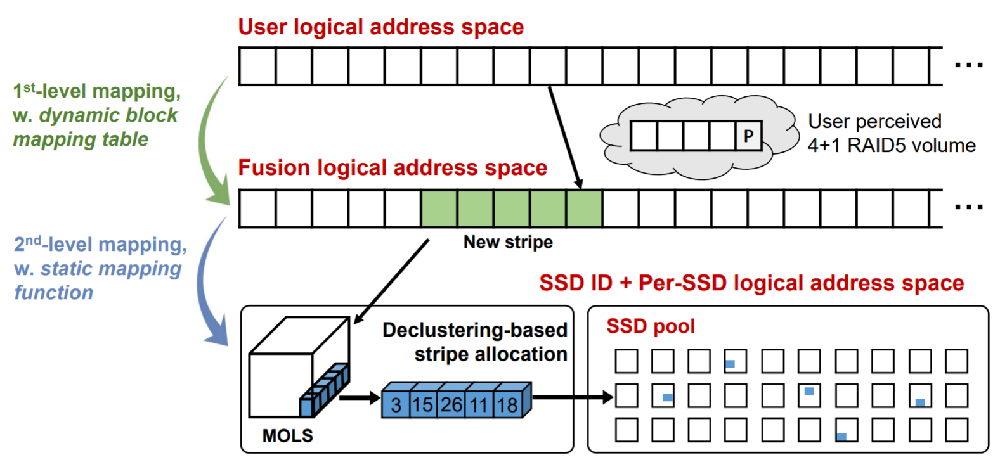 User logical address space
...
1st-level mapping,
w. dynamic block
mapping table
P
User perceived
4+1 RAID5 volume
Fusion logical address space
...
New stripe
2nd-level mapping,
w. static mapping
function
SSD ID + Per-SSD logical address space
Declustering-based
stripe allocation
3 15 26 11 18
MOLS
SSD pool